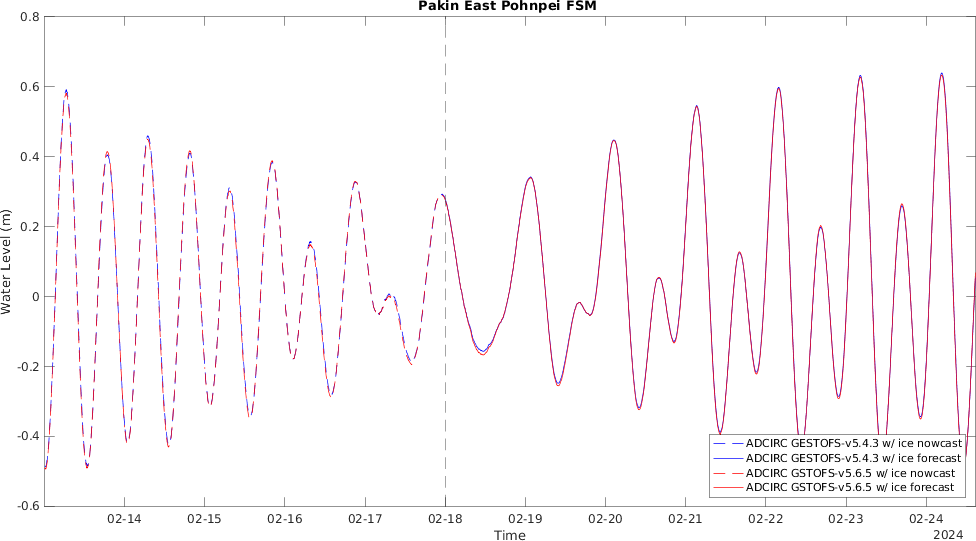 Pakin East Pohnpei FSM
0.8
0.6
0.4
0.2
0
-0.2
-0.4
-0.6
Water Level (m)
ADCIRC GESTOFS-v5.4.3 w/ ice nowcast
ADCIRC GESTOFS-v5.4.3 w/ ice forecast
ADCIRC GSTOFS-v5.6.5 w/ ice nowcast
ADCIRC GSTOFS-v5.6.5 w/ ice forecast
02-14 02-15 02-16 02-17 02-18 02-19 02-20 02-21 02-22 02-23 02-24
Time
2024